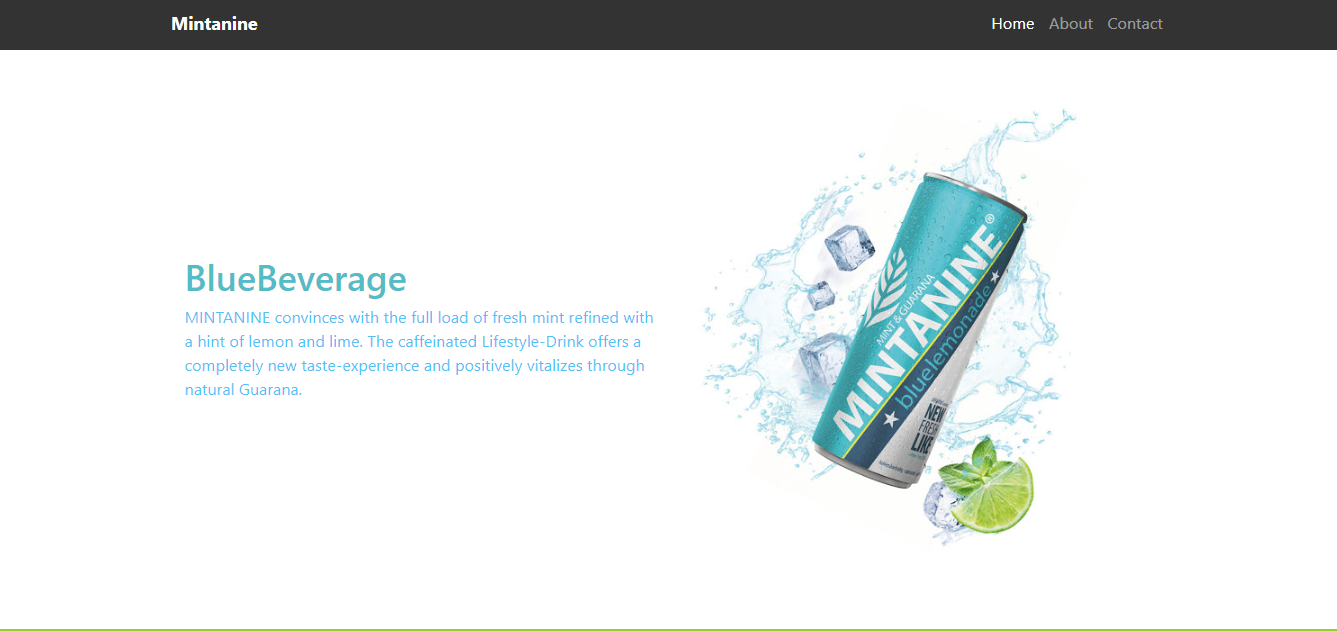 Mintanine
Home About Contact
BlueBeverage
MINTANINE convinces with the full load of fresh mint refined with
a hint of lemon and lime. The caffeinated Lifestyle-Drink offers a
completely new taste-experience and positively vitalizes through
natural Guarana.
MINT & GUARANA
MINTANINE®
bluelemonade
NEW
FRESH
LIKE